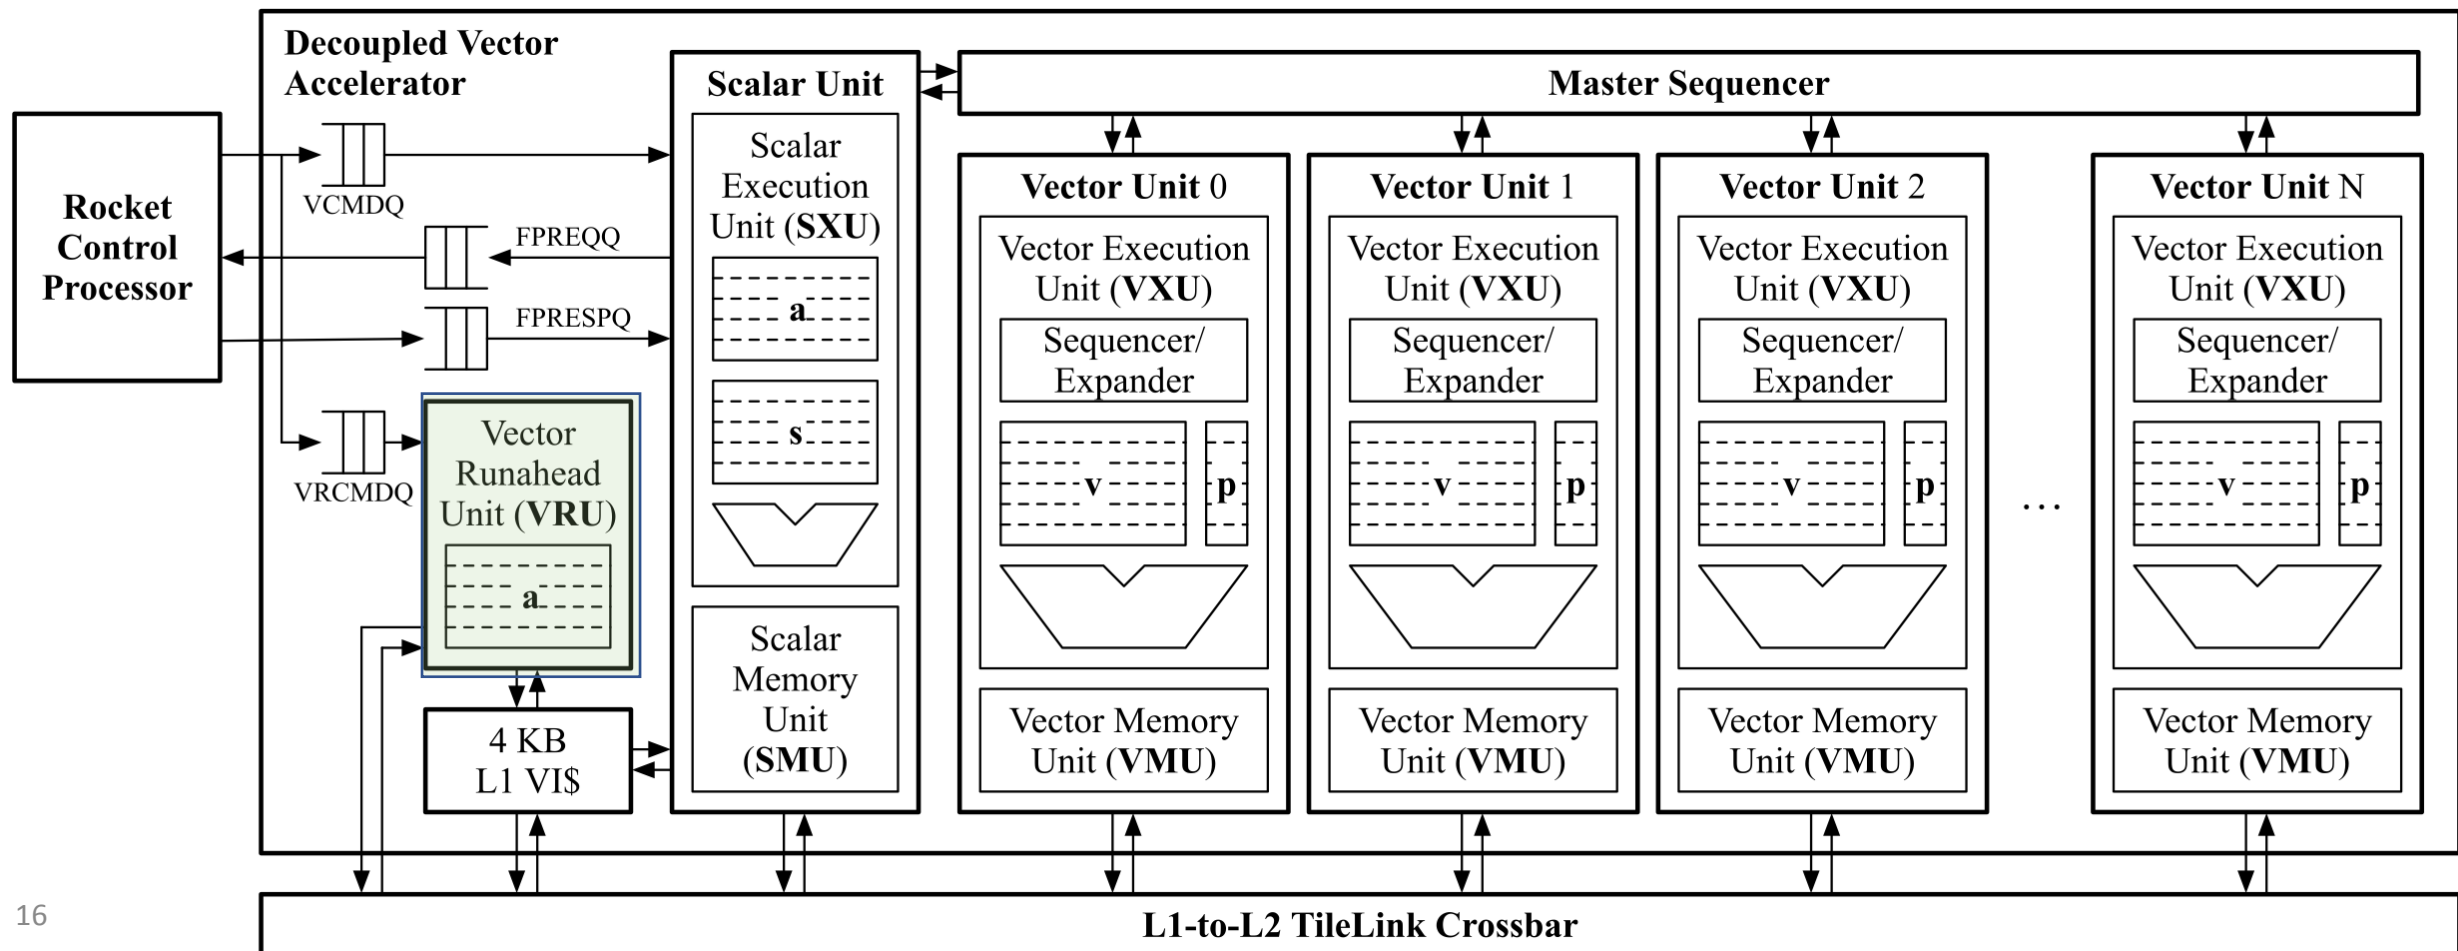 Decoupled Vector
Accelerator
Rocket
Control
Processor
VCMDQ
FPREQQ
FPRESPQ
VRCMDQ
Vector
Runahead
Unit (VRU)
a
4 KB
L1 VI$
Scalar Unit
Scalar
Execution
Unit (SXU)
a
s
Scalar
Memory
Unit
(SMU)
Master Sequencer
Vector Unit 0
Vector Execution
Unit (VXU)
Sequencer/
Expander
v
p
Vector Memory
Unit (VMU)
Vector Unit 1
Vector Execution
Unit (VXU)
Sequencer/
Expander
v
p
Vector Memory
Unit (VMU)
Vector Unit 2
Vector Execution
Unit (VXU)
Sequencer/
Expander
v
p
Vector Memory
Unit (VMU)
...
Vector Unit N
Vector Execution
Unit (VXU)
Sequencer/
Expander
v
p
Vector Memory
Unit (VMU)
L1-to-L2 TileLink Crossbar
16